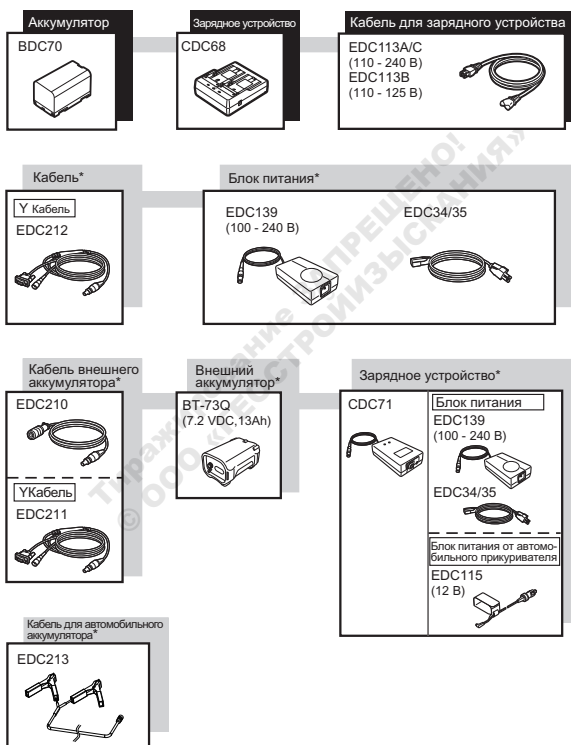 Аккумулятор
BDC70
Зарядное устройство
CDC68
Кабель для зарядного устройства
EDC113A/C
(110 - 240 В)
EDC113B
(110 - 125 В)
Кабель*
Y Кабель
EDC212
Блок питания*
EDC139
(100 - 240 В)
EDC34/35
Кабель внешнего
аккумулятора*
EDC210
YКабель
EDC211
Внешний
аккумулятор*
BT-73Q
(7.2 VDC,13Ah)
Зарядное устройство*
CDC71
Блок питания
EDC139
(100 - 240 В)
EDC34/35
Блок питания от автомо-
бильного прикуривателя
EDC115
(12 В)
Кабель для автомобильного
аккумулятора*
EDC213